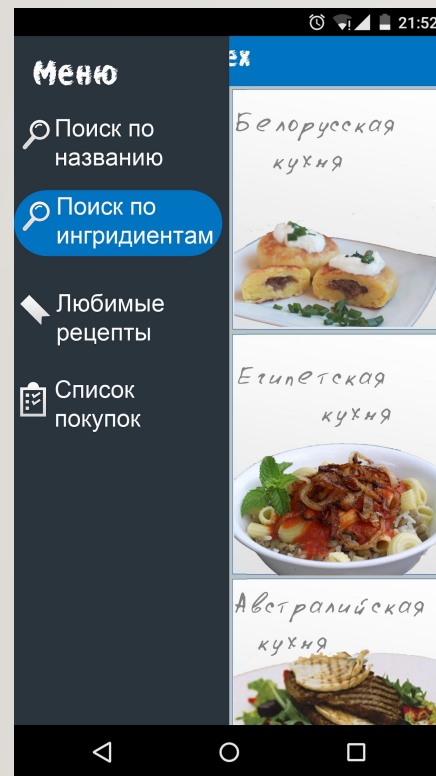 21:52
Меню
ех
Поиск по
названию
Поиск по
ингридиентам
Любимые
рецепты
Список
покупок
Белорусская
кухня
Египетская
кухня
Австралийская
кухня